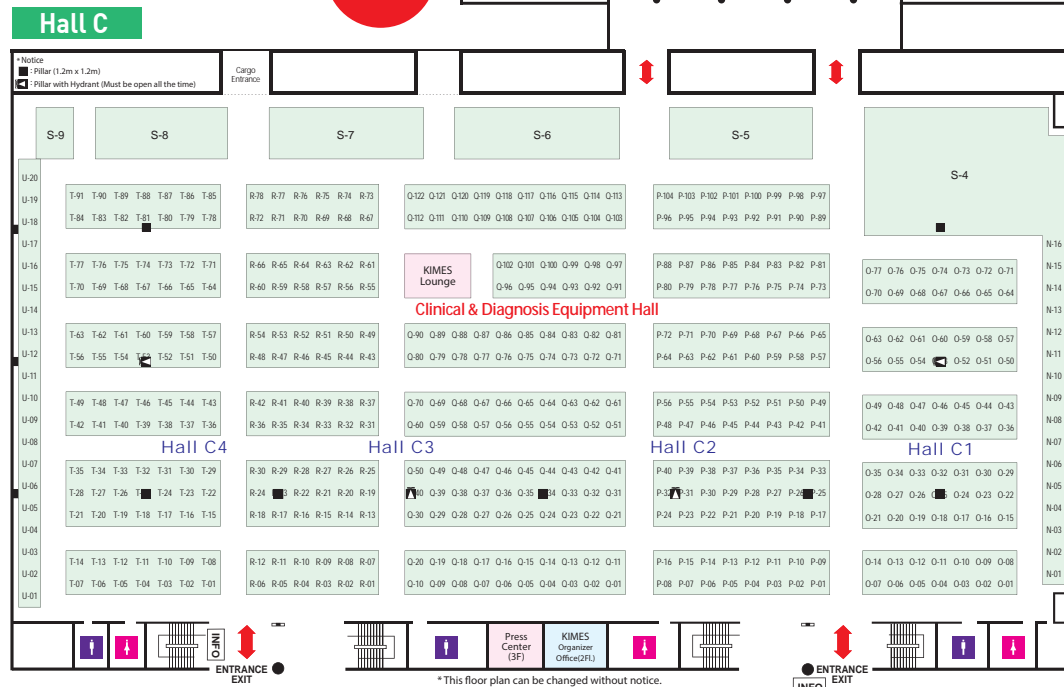 Hall C
* Notice
: Pillar (1.2m x 1.2m)
: Pillar with Hydrant (Must be open all the time)
Cargo
Entrance
S-9 S-8 S-7 S-6 S-5 S-4
U-20
U-19
U-18
U-17
U-16
U-15
U-14
U-13
U-12
U-11
U-10
U-09
U-08
U-07
U-06
U-05
U-04
U-03
U-02
U-01
T-91 T-90 T-89 T-88 T-87 T-86 T-85
T-84 T-83 T-82 T-81 T-80 T-79 T-78
T-77 T-76 T-75 T-74 T-73 T-72 T-71
T-70 T-69 T-68 T-67 T-66 T-65 T-64
T-63 T-62 T-61 T-60 T-59 T-58 T-57
T-56 T-55 T-54 T-52 T-51 T-50
T-49 T-48 T-47 T-46 T-45 T-44 T-43
T-42 T-41 T-40 T-39 T-38 T-37 T-36
Hall C4
T-35 T-34 T-33 T-32 T-31 T-30 T-29
T-28 T-27 T-26 T-24 T-23 T-22
T-21 T-20 T-19 T-18 T-17 T-16 T-15
T-14 T-13 T-12 T-11 T-10 T-09 T-08
T-07 T-06 T-05 T-04 T-03 T-02 T-01
R-78 R-77 R-76 R-75 R-74 R-73
R-72 R-71 R-70 R-69 R-68 R-67
R-66 R-65 R-64 R-63 R-62 R-61
R-60 R-59 R-58 R-57 R-56 R-55
R-54 R-53 R-52 R-51 R-50 R-49
R-48 R-47 R-46 R-45 R-44 R-43
R-42 R-41 R-40 R-39 R-38 R-37
R-36 R-35 R-34 R-33 R-32 R-31
Hall C3
R-30 R-29 R-28 R-27 R-26 R-25
R-24 R-22 R-21 R-20 R-19
R-18 R-17 R-16 R-15 R-14 R-13
R-12 R-11 R-10 R-09 R-08 R-07
R-06 R-05 R-04 R-03 R-02 R-01
Q-122 Q-121 Q-120 Q-119 Q-118 Q-117 Q-116 Q-115 Q-114 Q-113
Q-112 Q-111 Q-110 Q-109 Q-108 Q-107 Q-106 Q-105 Q-104 Q-103
KIMES
Lounge
Q-102 Q-101 Q-100 Q-99 Q-98 Q-97
Q-96 Q-95 Q-94 Q-93 Q-92 Q-91
Clinical & Diagnosis Equipment Hall
Q-90 Q-89 Q-88 Q-87 Q-86 Q-85 Q-84 Q-83 Q-82 Q-81
Q-80 Q-79 Q-78 Q-77 Q-76 Q-75 Q-74 Q-73 Q-72 Q-71
Q-70 Q-69 Q-68 Q-67 Q-66 Q-65 Q-64 Q-63 Q-62 Q-61
Q-60 Q-59 Q-58 Q-57 Q-56 Q-55 Q-54 Q-53 Q-52 Q-51
Q-50 Q-49 Q-48 Q-47 Q-46 Q-45 Q-44 Q-43 Q-42 Q-41
Q-39 Q-38 Q-37 Q-36 Q-35 Q-33 Q-32 Q-31
Q-30 Q-29 Q-28 Q-27 Q-26 Q-25 Q-24 Q-23 Q-22 Q-21
Q-20 Q-19 Q-18 Q-17 Q-16 Q-15 Q-14 Q-13 Q-12 Q-11
Q-10 Q-09 Q-08 Q-07 Q-06 Q-05 Q-04 Q-03 Q-02 Q-01
P-104 P-103 P-102 P-101 P-100 P-99 P-98 P-97
P-96 P-95 P-94 P-93 P-92 P-91 P-90 P-89
P-88 P-87 P-86 P-85 P-84 P-83 P-82 P-81
P-80 P-79 P-78 P-77 P-76 P-75 P-74 P-73
P-72 P-71 P-70 P-69 P-68 P-67 P-66 P-65
P-64 P-63 P-62 P-61 P-60 P-59 P-58 P-57
P-56 P-55 P-54 P-53 P-52 P-51 P-50 P-49
P-48 P-47 P-46 P-45 P-44 P-43 P-42 P-41
Hall C2
P-40 P-39 P-38 P-37 P-36 P-35 P-34 P-33
P-32 P-31 P-30 P-29 P-28 P-27 P-26 P-25
P-24 P-23 P-22 P-21 P-20 P-19 P-18 P-17
P-16 P-15 P-14 P-13 P-12 P-11 P-10 P-09
P-08 P-07 P-06 P-05 P-04 P-03 P-02 P-01
O-77 O-76 O-75 O-74 O-73 O-72 O-71
O-70 O-69 O-68 O-67 O-66 O-65 O-64
O-63 O-62 O-61 O-60 O-59 O-58 O-57
O-56 O-55 O-54 O-52 O-51 O-50
O-49 O-48 O-47 O-46 O-45 O-44 O-43
O-42 O-41 O-40 O-39 O-38 O-37 O-36
Hall C1
O-35 O-34 O-33 O-32 O-31 O-30 O-29
O-28 O-27 O-26 O-24 O-23 O-22
O-21 O-20 O-19 O-18 O-17 O-16 O-15
O-14 O-13 O-12 O-11 O-10 O-09 O-08
O-07 O-06 O-05 O-04 O-03 O-02 O-01
N-16
N-15
N-14
N-13
N-12
N-11
N-10
N-09
N-08
N-07
N-06
N-05
N-04
N-03
N-02
N-01
INFO
ENTRANCE
EXIT
Press
Center
(3F)
KIMES
Organizer
Office(2Fl.)
ENTRANCE
EXIT
INFO
* This floor plan can be changed without notice.